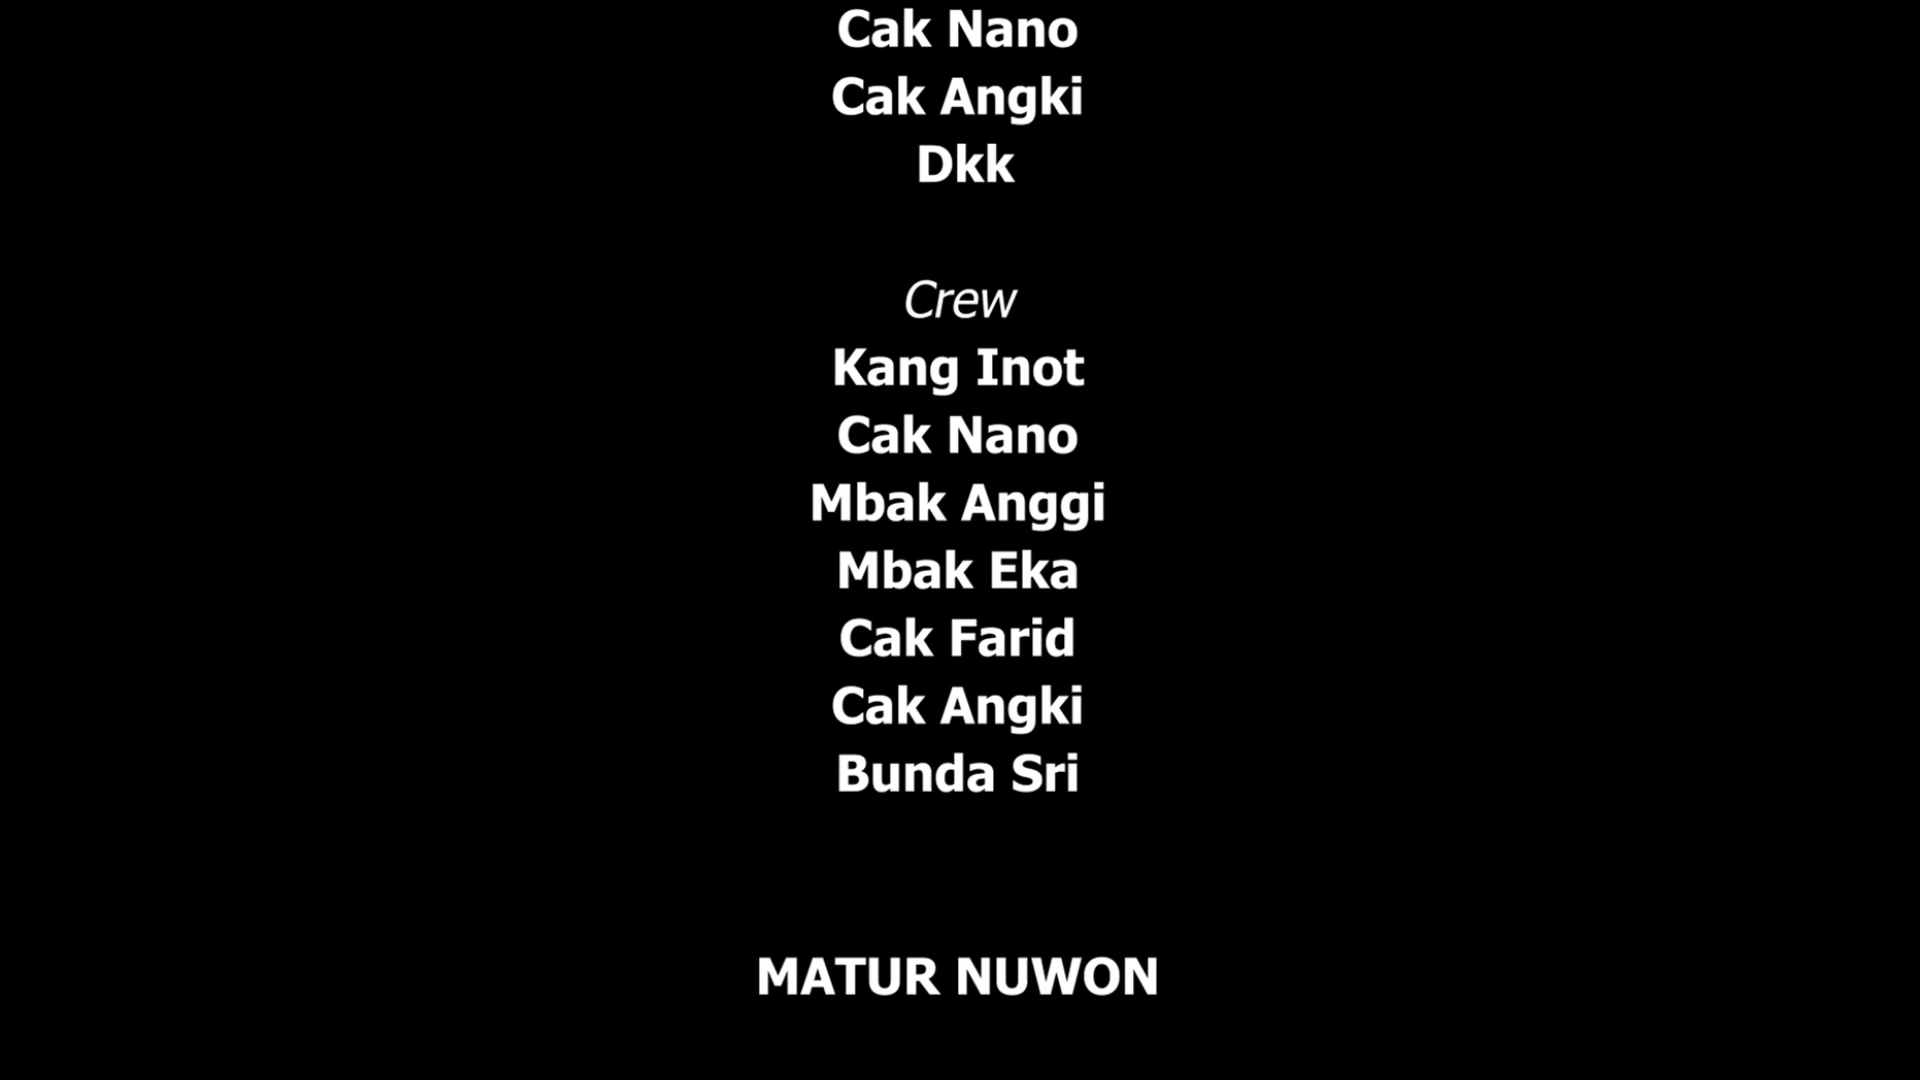 Cak Nano
Cak Angki
Dkk
Crew
Kang Inot
Cak Nano
Mbak Anggi
Mbak Eka
Cak Farid
Cak Angki
Bunda Sri
MATUR NUWON